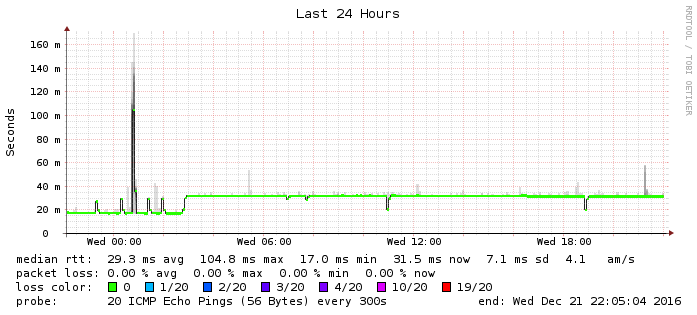 Last 24 Hours
RRDTOOL / TOBI OETIKER
Seconds
160 m
140 m
120 m
100 m
80 m
60 m
40 m
20 m
0
Wed 00:00 Wed 06:00 Wed 12:00 Wed 18:00
median rtt: 29.3 ms avg 104.8 ms max 17.0 ms min 31.5 ms now 7.1 ms sd 4.1 am/s
packet loss: 0.00 % avg 0.00 % max 0.00 % min 0.00 % now
loss color: 0 1/20 2/20 3/20 4/20 10/20 19/20
probe: 20 ICMP Echo Pings (56 Bytes) every 300s end: Wed Dec 21 22:05:04 2016